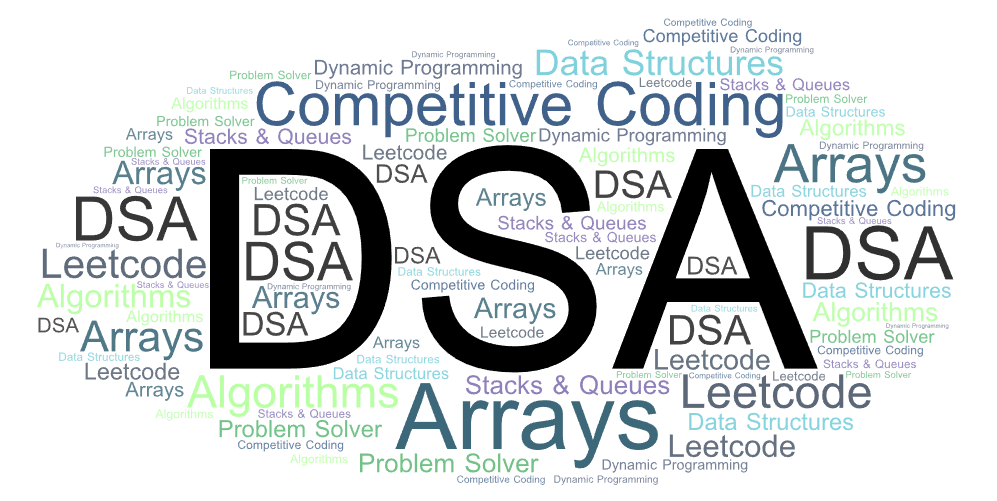 Competitive Coding
Competitive Coding
Competitive Coding
Dynamic Programming
Dynamic Programming
Data Structures
Dynamic Programming
Problem Solver
Dynamic Programming
Competitive Coding
Leetcode
Stacks & Queues
Data Structures
Competitive Coding
Problem Solver
Algorithms
Data Structures
Problem Solver
Algorithms
Arrays
Stacks & Queues
Problem Solver
Dynamic Programming
Dynamic Programming
Problem Solver
Leetcode
Algorithms
Stacks & Queues
Arrays
Arrays
DSA
DSA
DSA
Problem Solver
Stacks & Queues
Leetcode
Arrays
Data Structures
Algorithms
DSA
DSA
Algorithms
Competitive Coding
Stacks & Queues
Stacks & Queues
Dynamic Programming
Stacks & Queues
DSA
Leetcode
DSA
DSA
Leetcode
DSA
Data Structures
Arrays
Stacks & Queues
Dynamic Programming
Competitive Coding
Data Structures
Algorithms
Arrays
Arrays
Data Structures
Algorithms
Algorithms
DSA
Arrays
DSA
Leetcode
DSA
Dynamic Programming
Problem Solver
Arrays
Competitive Coding
Data Structures
Data Structures
Leetcode
Stacks & Queues
Leetcode
Data Structures
Problem Solver
Competitive Coding
Leetcode
Problem Solver
Arrays
Algorithms
Stacks & Queues
Leetcode
Algorithms
Stacks & Queues
Arrays
Data Structures
Problem Solver
Competitive Coding
Leetcode
Algorithms
Problem Solver
Dynamic Programming
Competitive Coding
Dynamic Programming